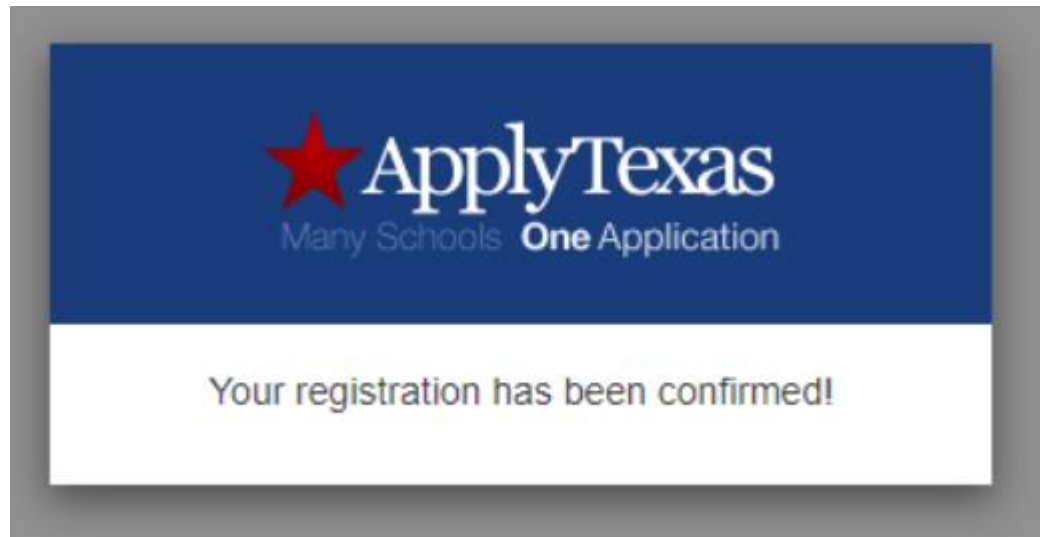 ApplyTexas
Many Schools One Application
Your registration has been confirmed!